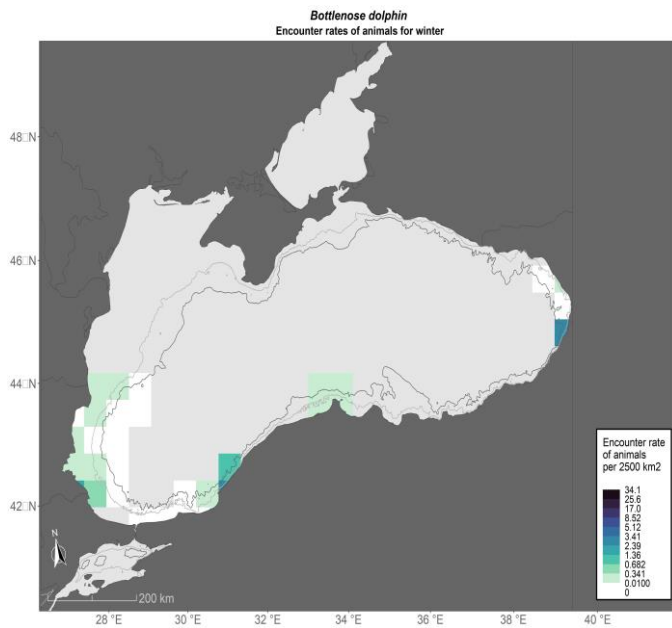 Bottlenose dolphin
Encounter rates of animals for winter
48□N
46□N
44□N
42□N
N
200 km
28 °E
30 °E
32 °E
34 °E
36 °E
38 °E
40 °E
Encounter rate
of animals
per 2500 km2
34.1
25.6
17.0
8.52
5.12
3.41
2.39
1.36
0.682
0.341
0.0100
0